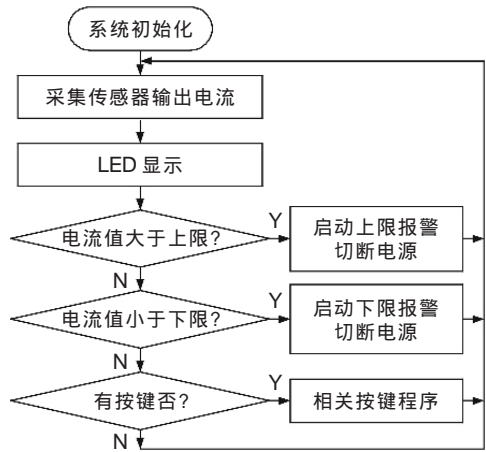 系统初始化
采集传感器输出电流
LED 显示
电流值大于上限?
Y
启动上限报警
切断电源
N
电流值小于下限?
Y
启动下限报警
切断电源
N
有按键否?
Y
相关按键程序
N